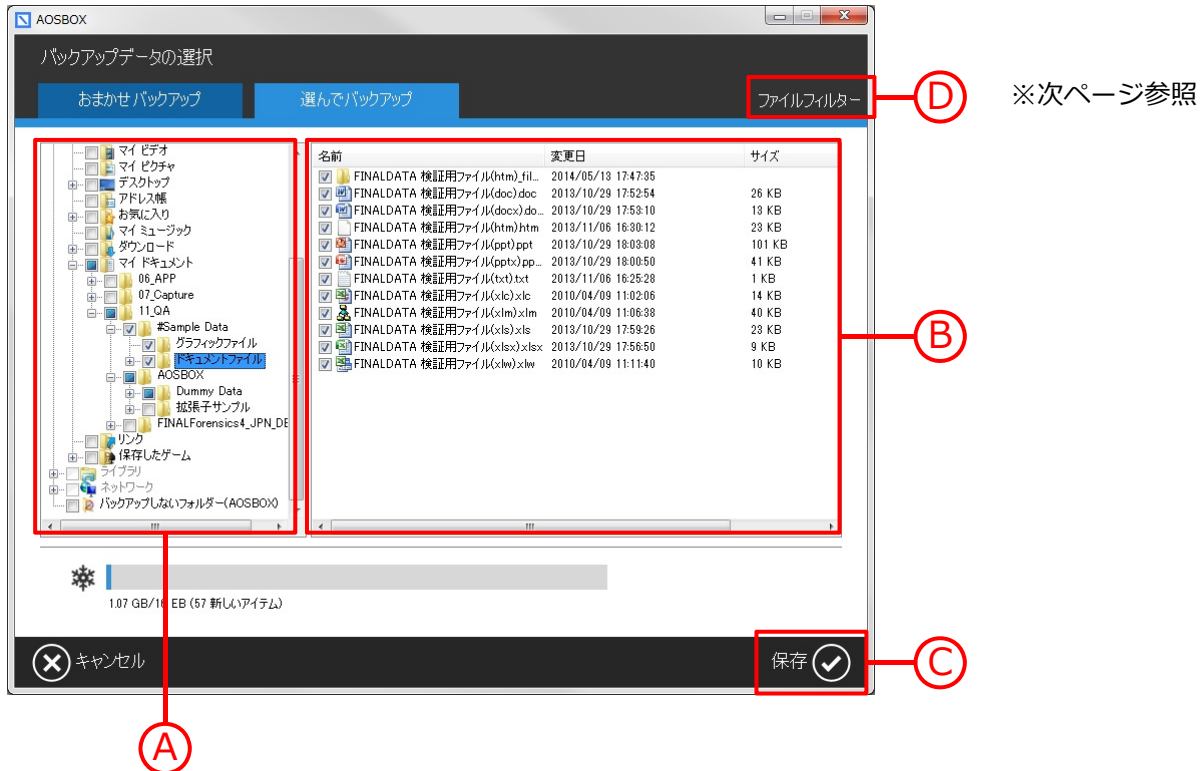 AOSBOX
バックアップデータの選択
おまかせバックアップ
選んでバックアップ
ファイルフィルター
D
※次ページ参照
マイ ビデオ
マイ ピクチャ
デスクトップ
アドレス帳
お気に入り
マイ ミュージック
ダウンロード
マイ ドキュメント
06_APP
07_Capture
11_QA
#Sample Data
グラフィックファイル
ドキュメントファイル
AOSBOX
Dummy Data
拡張子サンプル
FINALForensics4_JPN_DE
リンク
保存したゲーム
ライブラリ
ネットワーク
バックアップしないフォルダー(AOSBOX)
名前 変更日 サイズ
FINALDATA 検証用ファイル(htm)_fil... 2014/05/13 17:47:35
FINALDATA 検証用ファイル(doc).doc 2013/10/29 17:52:54 26 KB
FINALDATA 検証用ファイル(docx).do... 2013/10/29 17:53:10 13 KB
FINALDATA 検証用ファイル(htm).htm 2013/11/06 16:30:12 23 KB
FINALDATA 検証用ファイル(ppt).ppt 2013/10/29 18:03:08 101 KB
FINALDATA 検証用ファイル(pptx).pp... 2013/10/29 18:00:50 41 KB
FINALDATA 検証用ファイル(txt).txt 2013/11/06 16:25:28 1 KB
FINALDATA 検証用ファイル(xlc).xlc 2010/04/09 11:02:06 14 KB
FINALDATA 検証用ファイル(xlm).xlm 2010/04/09 11:06:38 40 KB
FINALDATA 検証用ファイル(xls).xls 2013/10/29 17:59:26 23 KB
FINALDATA 検証用ファイル(xlsx).xlsx 2013/10/29 17:56:50 9 KB
FINALDATA 検証用ファイル(xlw).xlw 2010/04/09 11:11:40 10 KB
B
1.07 GB/16 EB (57 新しいアイテム)
キャンセル
保存
C
A